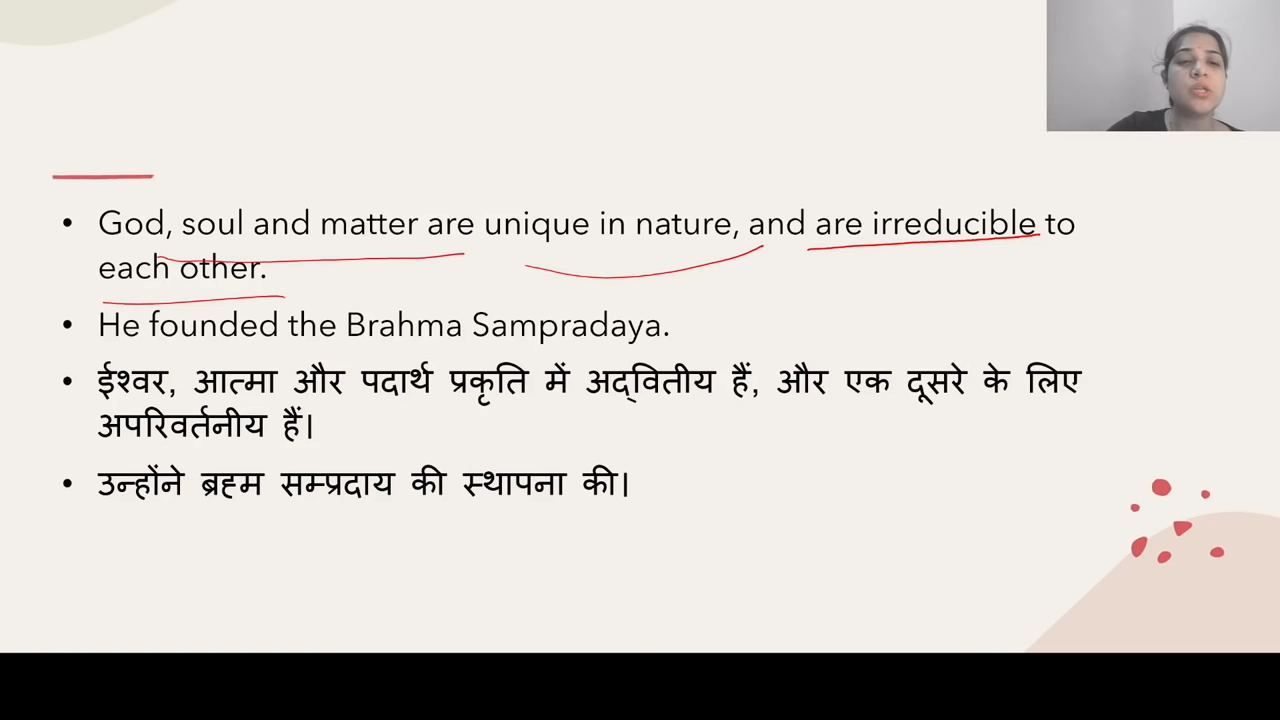 • God, soul and matter are unique in nature, and are irreducible to
each other.
• He founded the Brahma Sampradaya.
• ईश्वर, आत्मा और पदार्थ प्रकृति में अद्वितीय हैं, और एक दूसरे के लिए
अपरिवर्तनीय हैं।
• उन्होंने ब्रह्म सम्प्रदाय की स्थापना की।